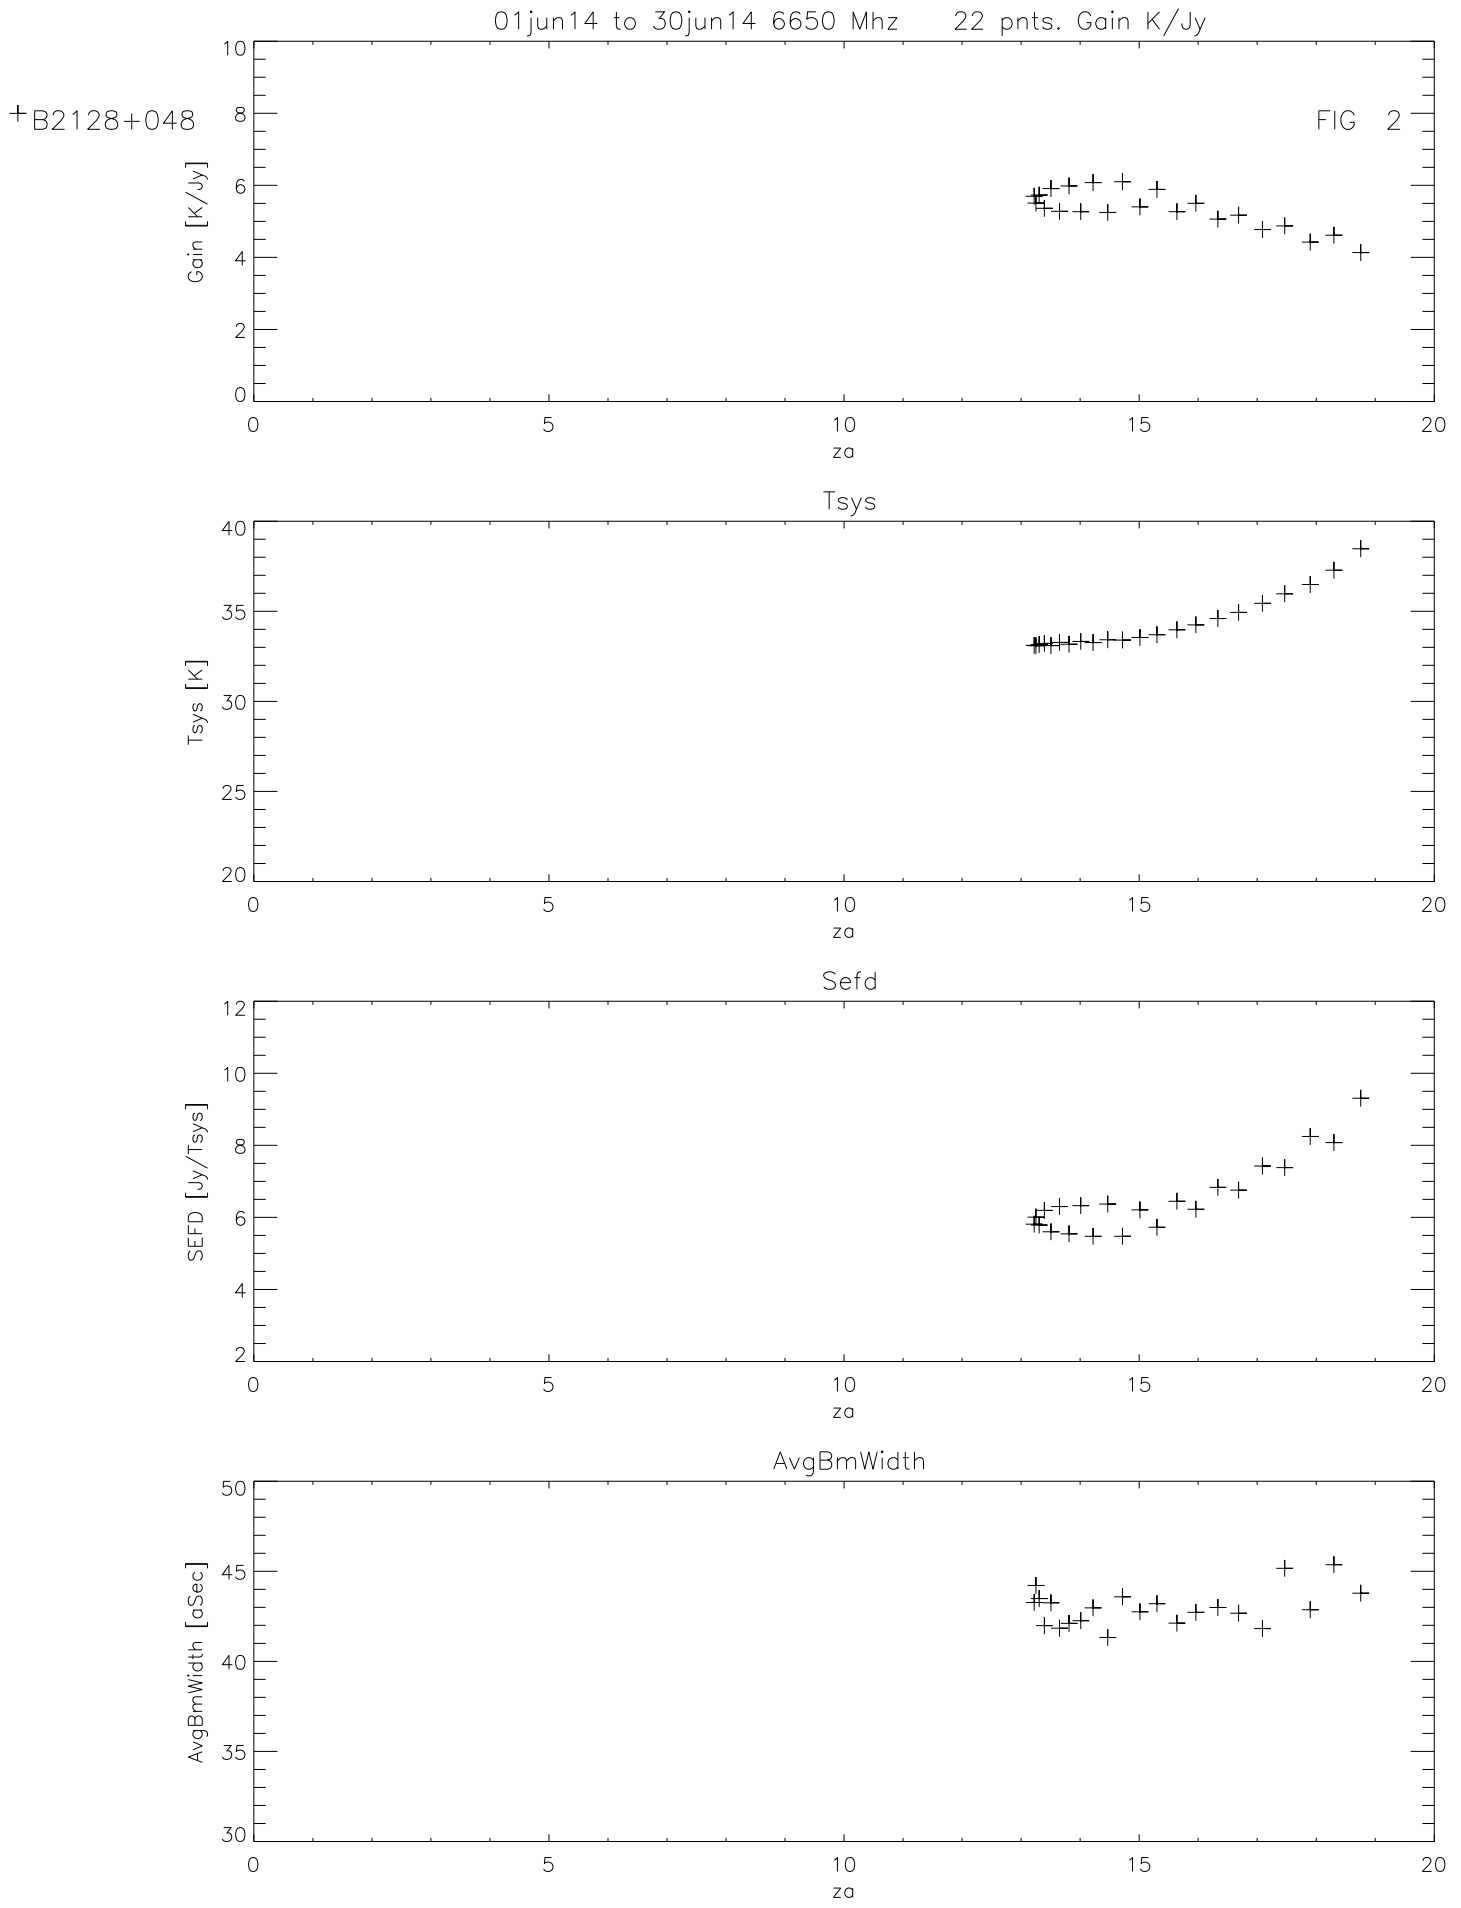 01jun14 to 30jun14 6650 Mhz 22 pnts. Gain K/Jy
+B2128+048
FIG 2
Gain [K/Jy]
10
8
6
4
2
0
0 5 10 15 20
za
Tsys
Tsys [K]
40
35
30
25
20
0 5 10 15 20
za
Sefd
SEFD [Jy/Tsys]
12
10
8
6
4
2
0 5 10 15 20
za
AvgBmWidth
AvgBmWidth [aSec]
50
45
40
35
30
0 5 10 15 20
za